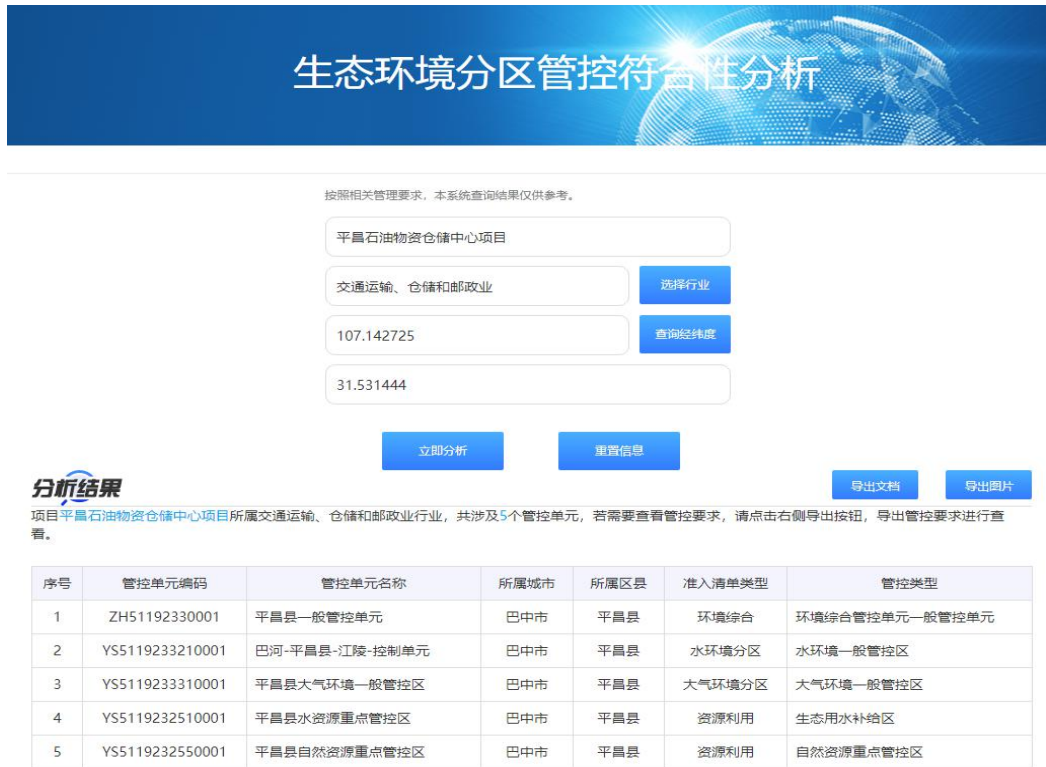 生态环境分区管控符合性分析
按照相关管理要求，本系统查询结果仅供参考。
平昌石油物资仓储中心项目
交通运输、仓储和邮政业 选择行业
107.142725 查询经纬度
31.531444
立即分析 重置信息
分析结果 导出文档 导出图片
项目平昌石油物资仓储中心项目所属交通运输、仓储和邮政业行业，共涉及5个管控单元，若需要查看管控要求，请点击右侧导出按钮，导出管控要求进行查
看。
序号 管控单元编码 管控单元名称 所属城市 所属区县 准入清单类型 管控类型
1 ZH51192330001 平昌县一般管控单元 巴中市 平昌县 环境综合 环境综合管控单元一般管控单元
2 YS5119233210001 巴河-平昌县-江陵-控制单元 巴中市 平昌县 水环境分区 水环境一般管控区
3 YS5119233310001 平昌县大气环境一般管控区 巴中市 平昌县 大气环境分区 大气环境一般管控区
4 YS5119232510001 平昌县水资源重点管控区 巴中市 平昌县 资源利用 生态用水补给区
5 YS5119232550001 平昌县自然资源重点管控区 巴中市 平昌县 资源利用 自然资源重点管控区